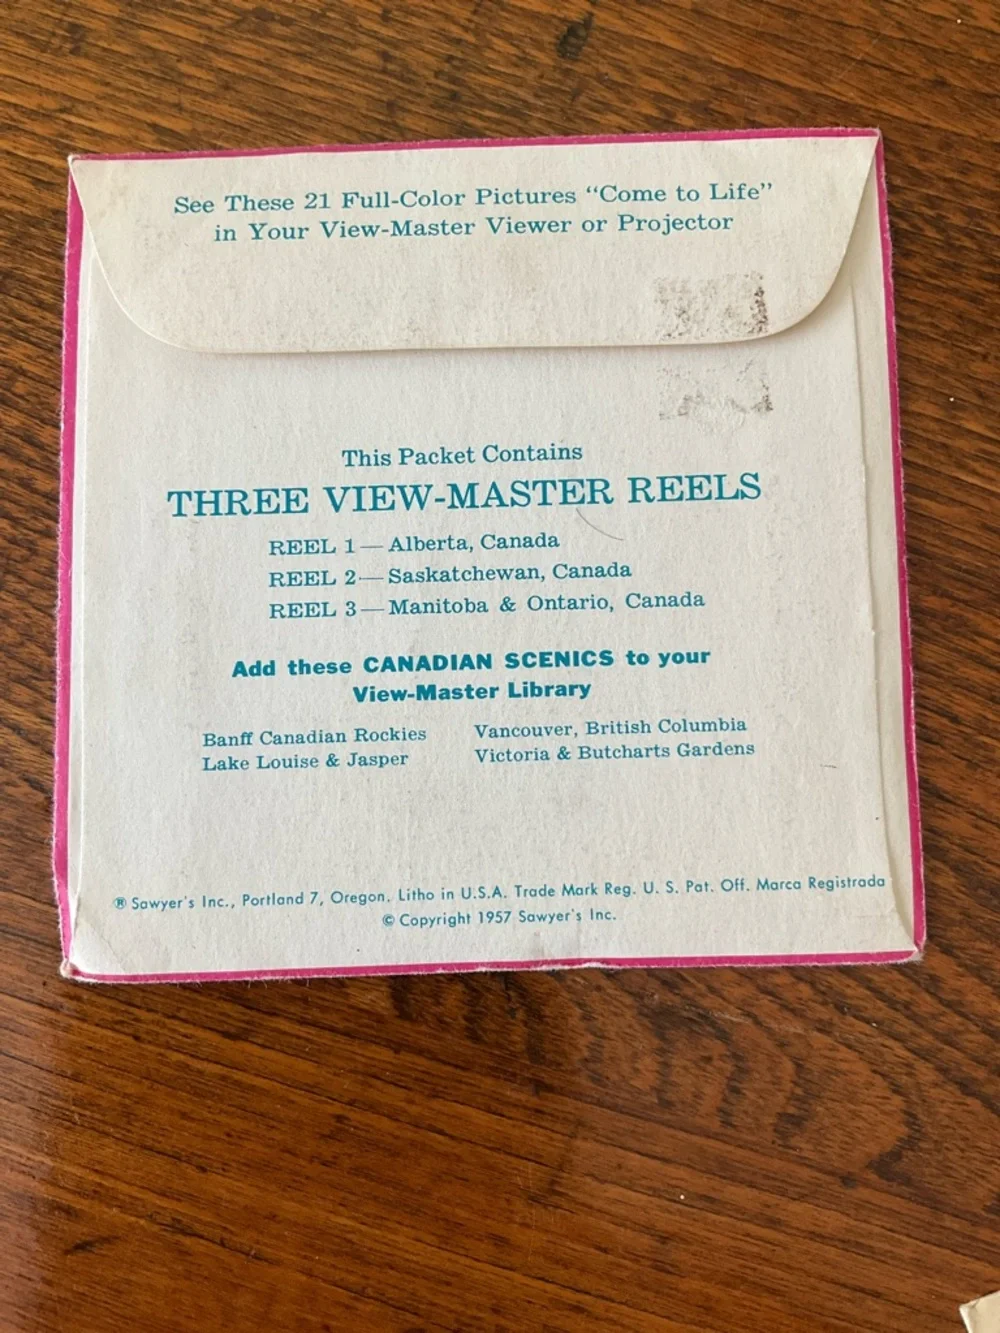 See These 21 Full-Color Pictures “Come to Life”
in Your View-Master Viewer or Projector
This Packet Contains
THREE VIEW-MASTER REELS
REEL 1—Alberta, Canada
REEL 2—Saskatchewan, Canada
REEL 3—Manitoba & Ontario, Canada
Add these CANADIAN SCENICS to your
View-Master Library
Banff Canadian Rockies
Lake Louise & Jasper
Vancouver, British Columbia
Victoria & Butcharts Gardens
® Sawyer's Inc., Portland 7, Oregon. Litho in U.S.A. Trade Mark Reg. U. S. Pat. Off. Marca Registrada
© Copyright 1957 Sawyer's Inc.